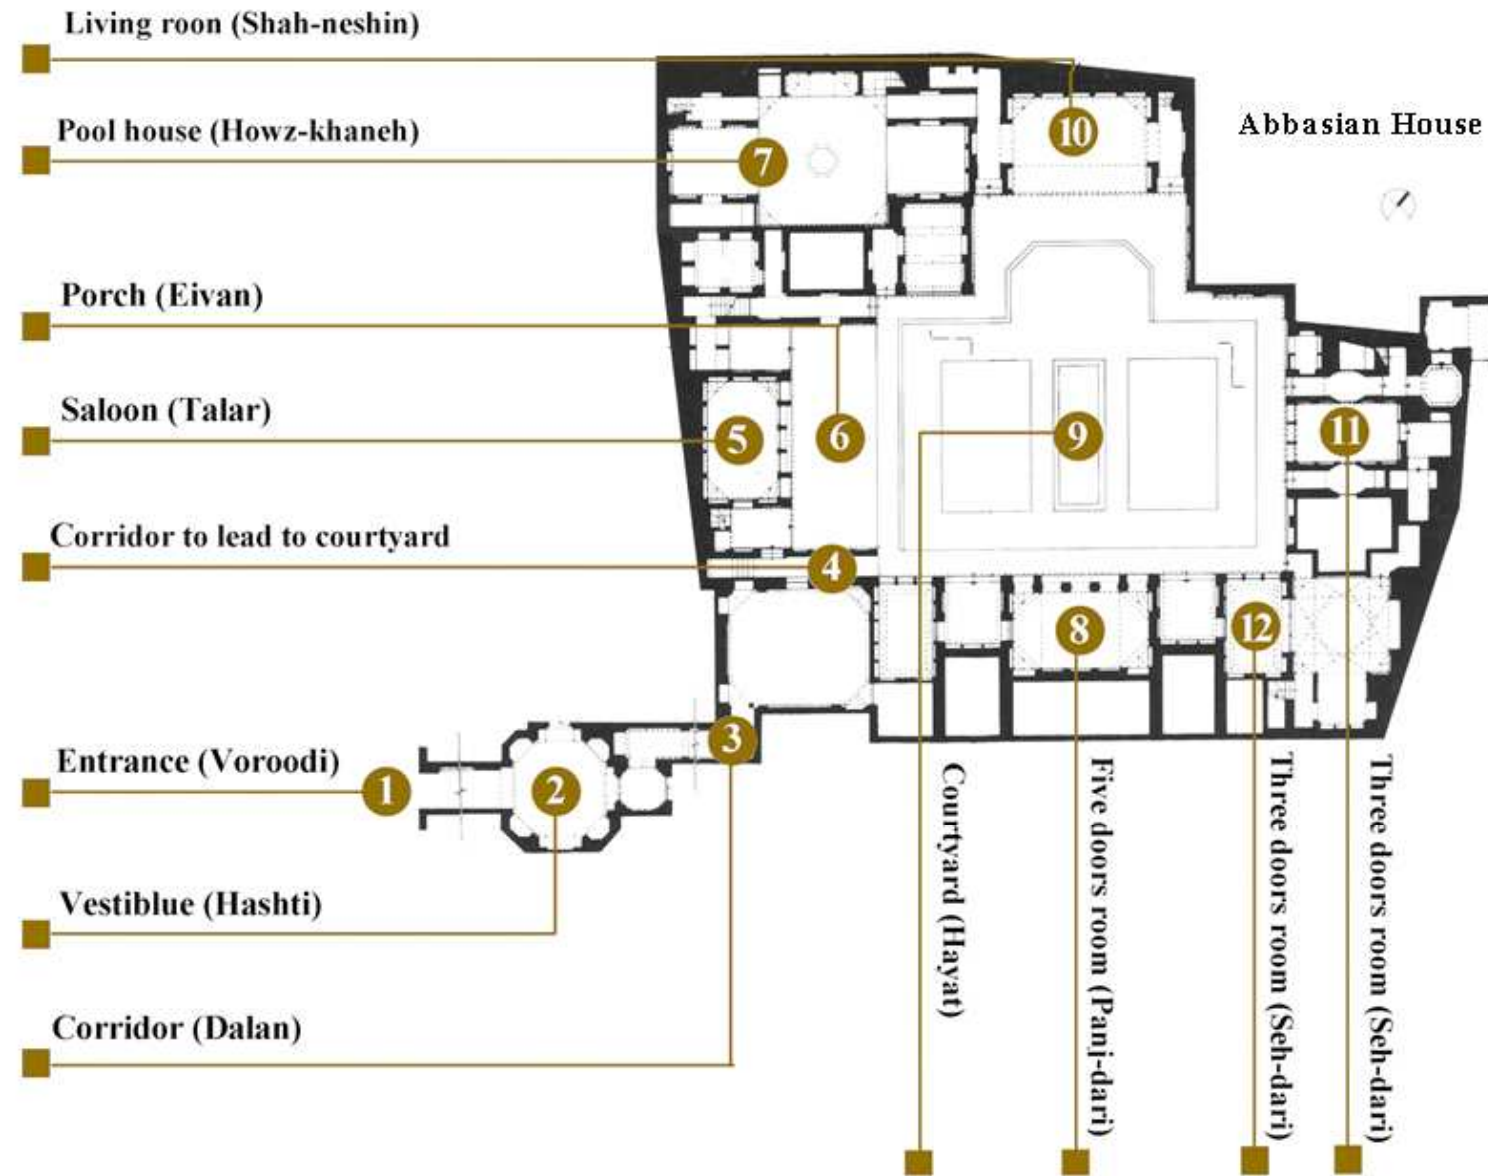 Living roon (Shah-neshin)
Pool house (Howz-khaneh)
Abbasian House
Porch (Eivan)
Saloon (Talar)
Corridor to lead to courtyard
Entrance (Voroodi)
Vestiblue (Hashti)
Corridor (Dalan)
Courtyard (Hayat)
Five doors room (Panj-dari)
Three doors room (Seh-dari)
Three doors room (Seh-dari)
10
7
5
6
9
11
4
8
12
3
1
2